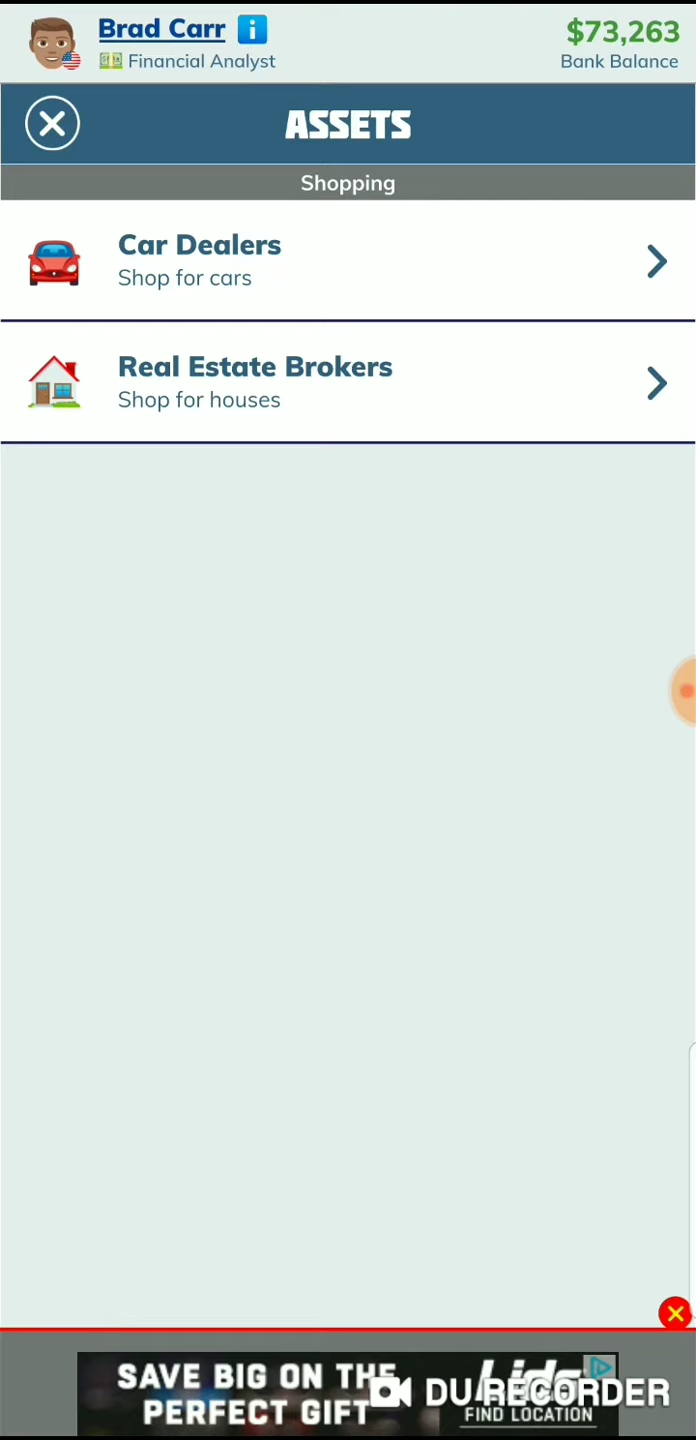 Brad Carr
$73,263
Financial Analyst
Bank Balance
ASSETS
Shopping
Car Dealers
Shop for cars
Real Estate Brokers
Shop for houses
SAVE BIG ON THE
PERFECT GIFT
Lids
DU RECORDER
FIND LOCATION